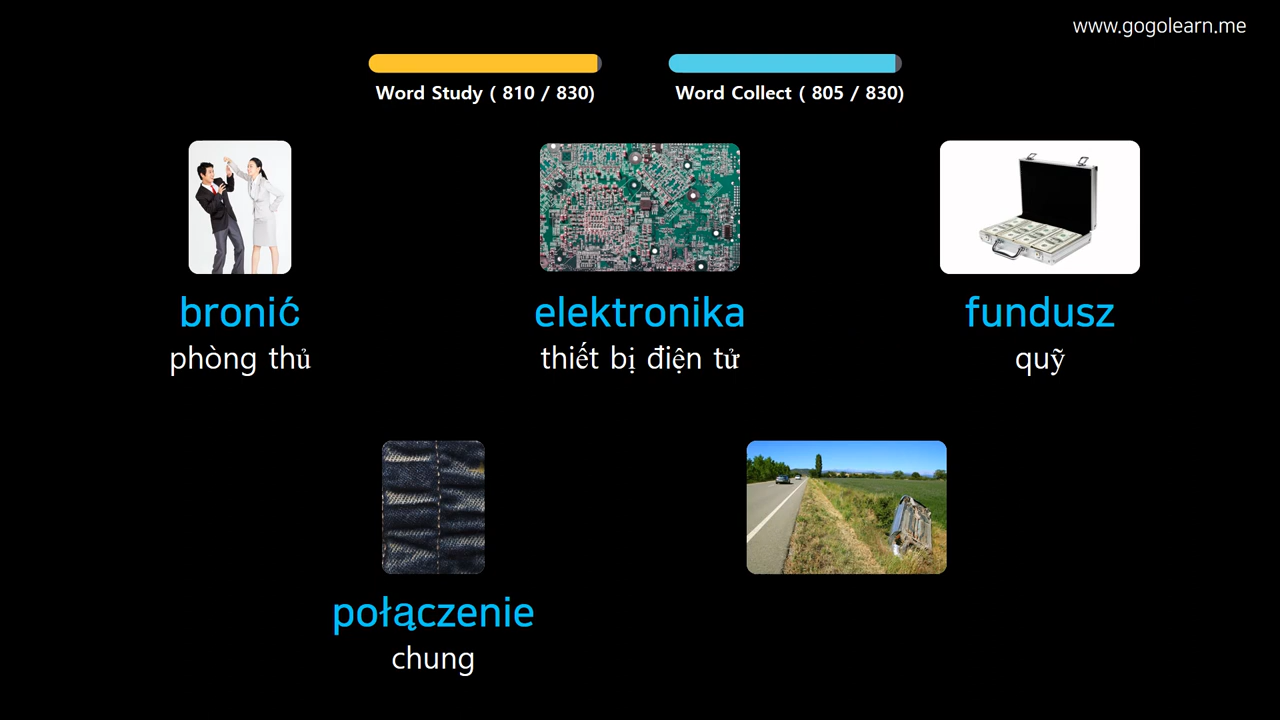 www.gogolearn.me
Word Study ( 810 / 830)
Word Collect ( 805 / 830)
bronić
elektronika
fundusz
phòng thủ
thiết bị điện tử
quỹ
połączenie
chung